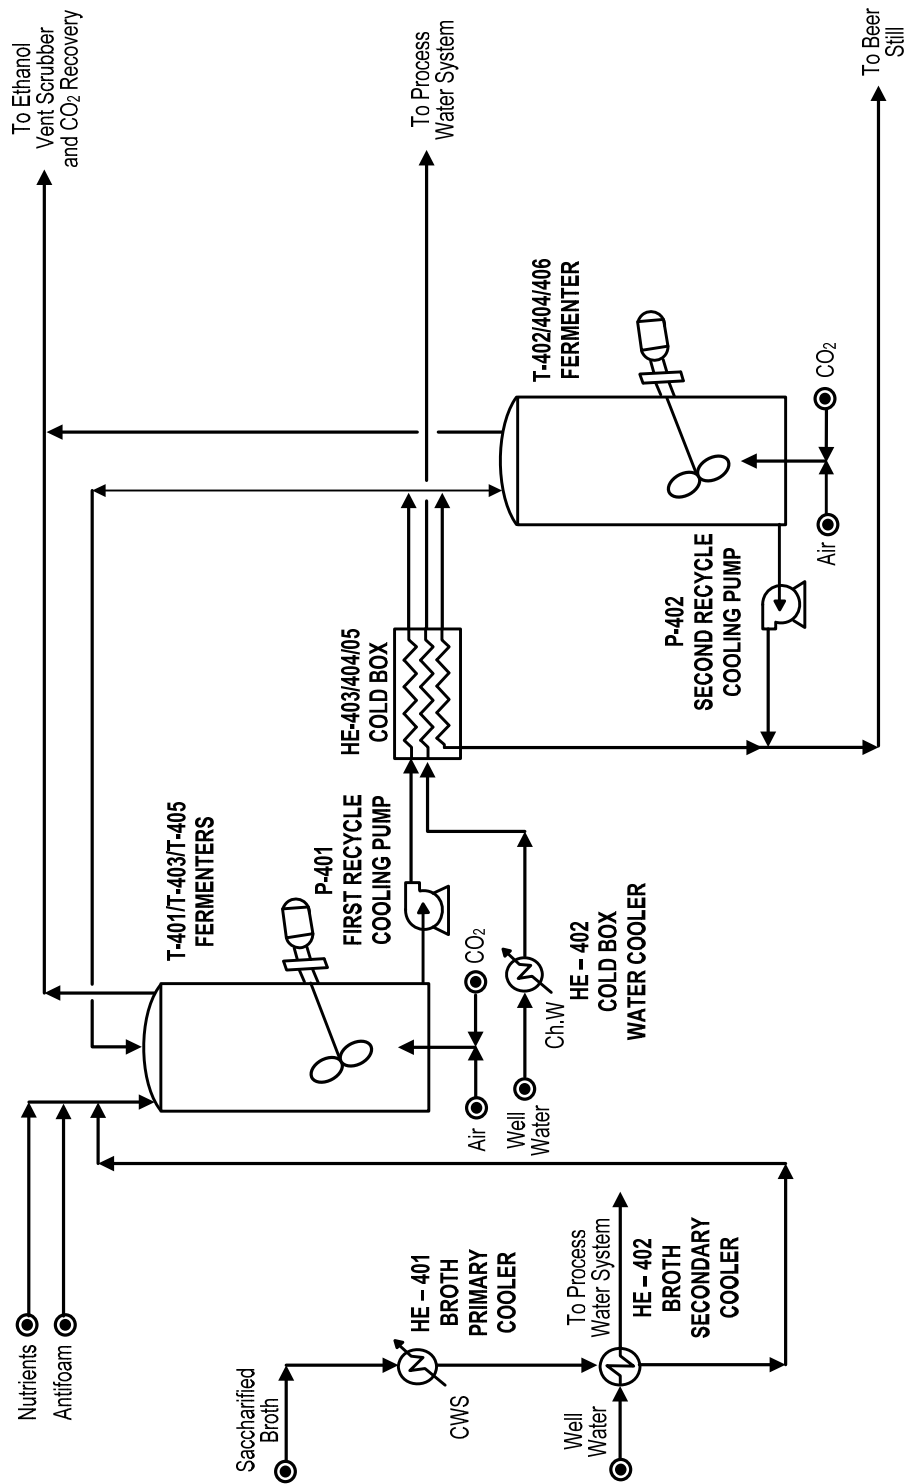 Nutrients
Antifoam
Saccharified
Broth
HE – 401
BROTH
PRIMARY
COOLER
CWS
Well
Water
To Process
Water System
HE – 402
BROTH
SECONDARY
COOLER
T-401/T-403/T-405
FERMENTERS
Air
CO₂
P-401
FIRST RECYCLE
COOLING PUMP
Well
Water
Ch.W
HE – 402
COLD BOX
WATER COOLER
HE-403/404/05
COLD BOX
P-402
SECOND RECYCLE
COOLING PUMP
T-402/404/406
FERMENTER
Air
CO₂
To Ethanol
Vent Scrubber
and CO₂ Recovery
To Process
Water System
To Beer
Still